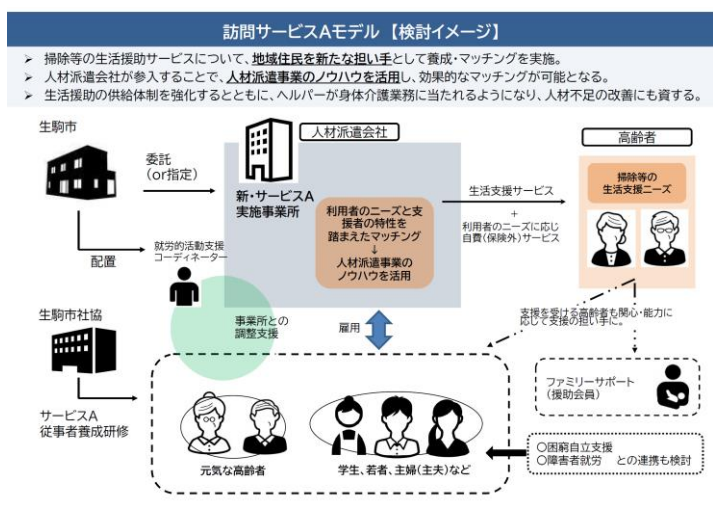 訪問サービスAモデル【検討イメージ】
➢ 掃除等の生活援助サービスについて、地域住民を新たな担い手として養成・マッチングを実施。
➢ 人材派遣会社が参入することで、人材派遣事業のノウハウを活用し、効果的なマッチングが可能となる。
➢ 生活援助の供給体制を強化するとともに、ヘルパーが身体介護業務に当たれるようになり、人材不足の改善にも資する。
生駒市
委託
(or指定)
人材派遣会社
新・サービスA
実施事業所
利用者のニーズと支
援者の特性を
踏まえたマッチング
↓
人材派遣事業の
ノウハウを活用
生活支援サービス
+
利用者のニーズに応じ
自費(保険外)サービス
高齢者
掃除等の
生活支援ニーズ
配置
就労的活動支援
コーディネーター
生駒市社協
事業所との
調整支援
雇用
支援を受ける高齢者も関心・能力に
応じて支援の担い手に。
ファミリーサポート
(援助会員)
サービスA
従事者養成研修
元気な高齢者
学生、若者、主婦(主夫)など
○困窮自立支援
○障害者就労 との連携も検討